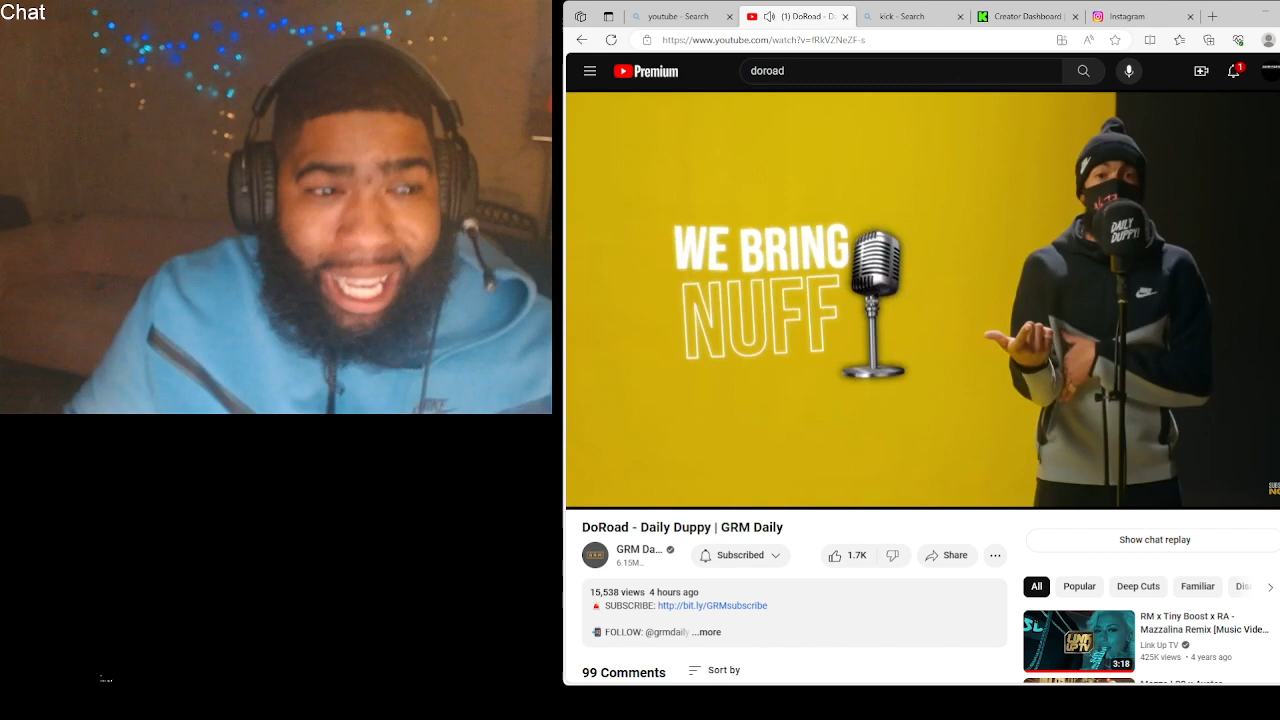 Chat
youtube - Search
(1) DoRoad - D
kick - Search
Creator Dashboard
Instagram
https://www.youtube.com/watch?v=fRkVZNeZF-s
Premium
doroad
1
WE BRING
NUFF
DAILY
DUPPY!
DoRoad - Daily Duppy | GRM Daily
GRM Da...
6.15M...
Subscribed
1.7K
Share
15,538 views 4 hours ago
SUBSCRIBE: http://bit.ly/GRMsubscribe
FOLLOW: @grmdaily ...more
99 Comments
Sort by
Show chat replay
All
Popular
Deep Cuts
Familiar
RM x Tiny Boost x RA -
Mazzalina Remix [Music Vide...
Link Up TV
425K views • 4 years ago
LINK
UP TV
3:18